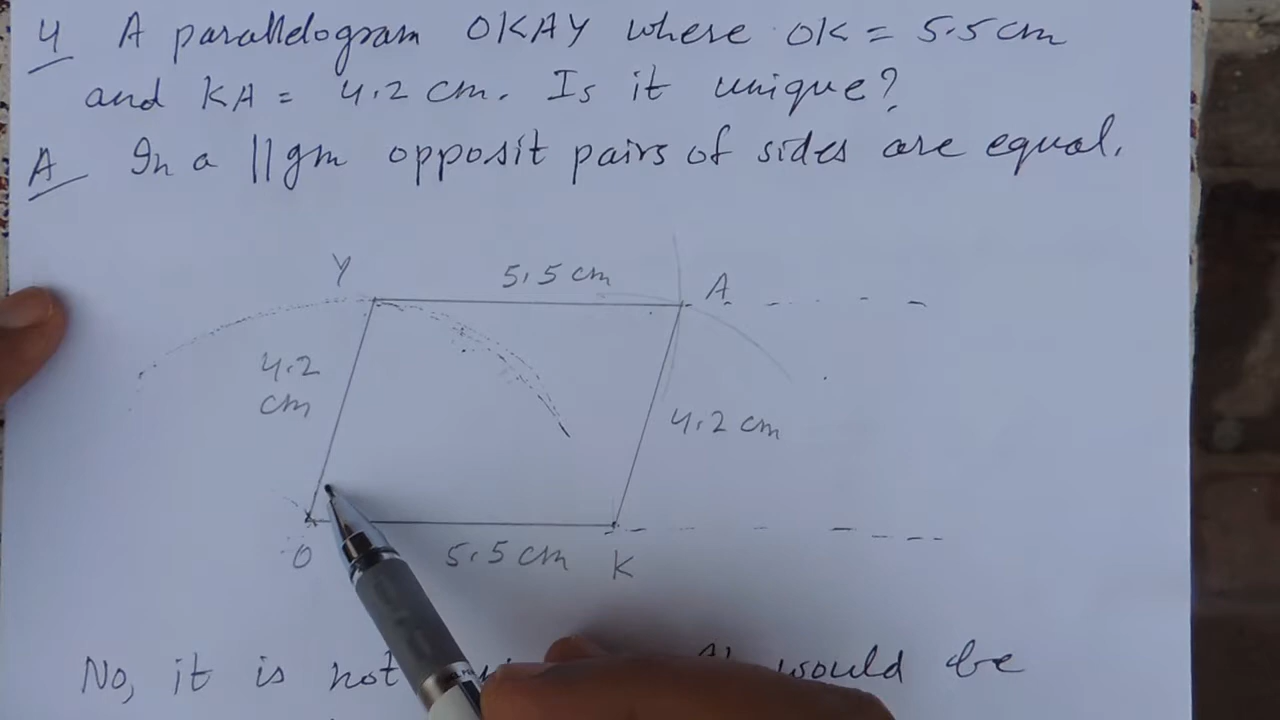 4 A parallelogram OKAY where OK = 5.5 cm
and KA = 4.2 cm. Is it unique?
A In a ||gm opposit pairs of sides are equal.
Y 5.5 cm A
4.2
cm
4.2 cm
O 5.5 cm K
No, it is not would be